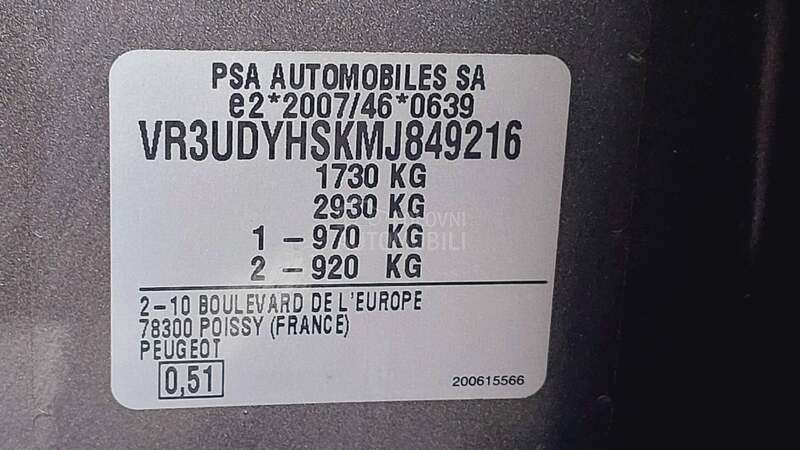 PSA AUTOMOBILES SA
e2*2007/46*0639
VR3UDYHSKMJ849216
1730 KG
2930 KG
1 – 970 KG
2 – 920 KG
2–10 BOULEVARD DE L'EUROPE
78300 POISSY (FRANCE)
PEUGEOT
0,51
200615566